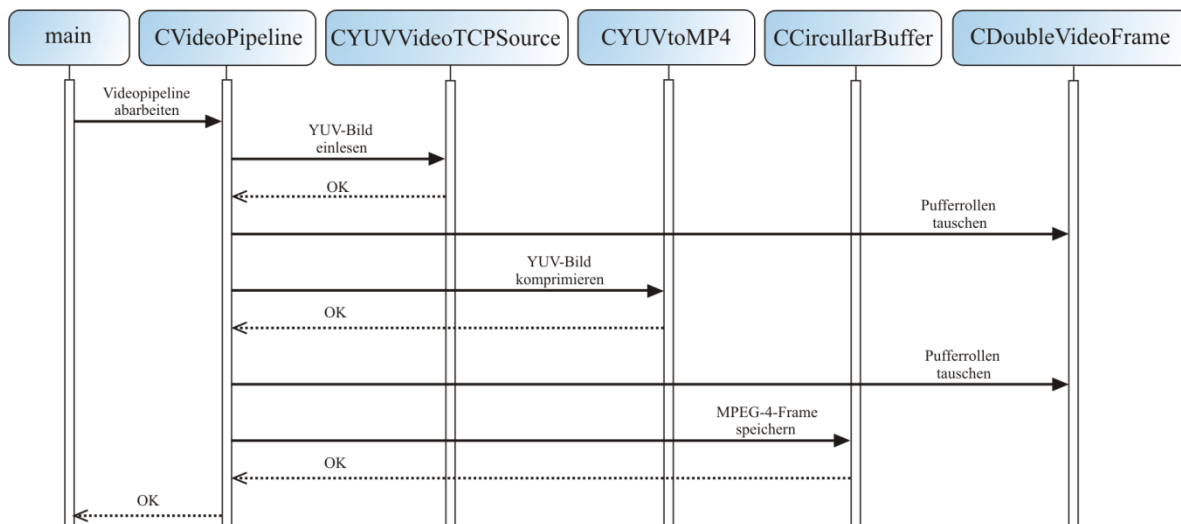 main
CVideoPipeline
CYUVVideoTCPSource
CYUVtoMP4
CCircullarBuffer
CDoubleVideoFrame
Videopipeline
abarbeiten
YUV-Bild
einlesen
OK
Pufferrollen
tauschen
YUV-Bild
komprimieren
OK
Pufferrollen
tauschen
MPEG-4-Frame
speichern
OK
OK